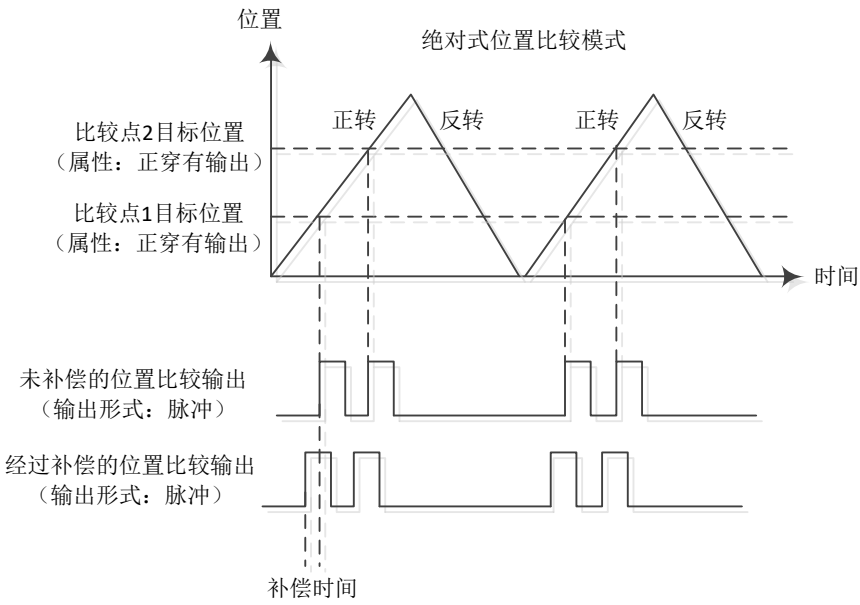 位置
绝对式位置比较模式
正转
反转
正转
反转
比较点2目标位置
（属性：正穿有输出）
比较点1目标位置
（属性：正穿有输出）
时间
未补偿的位置比较输出
（输出形式：脉冲）
经过补偿的位置比较输出
（输出形式：脉冲）
补偿时间